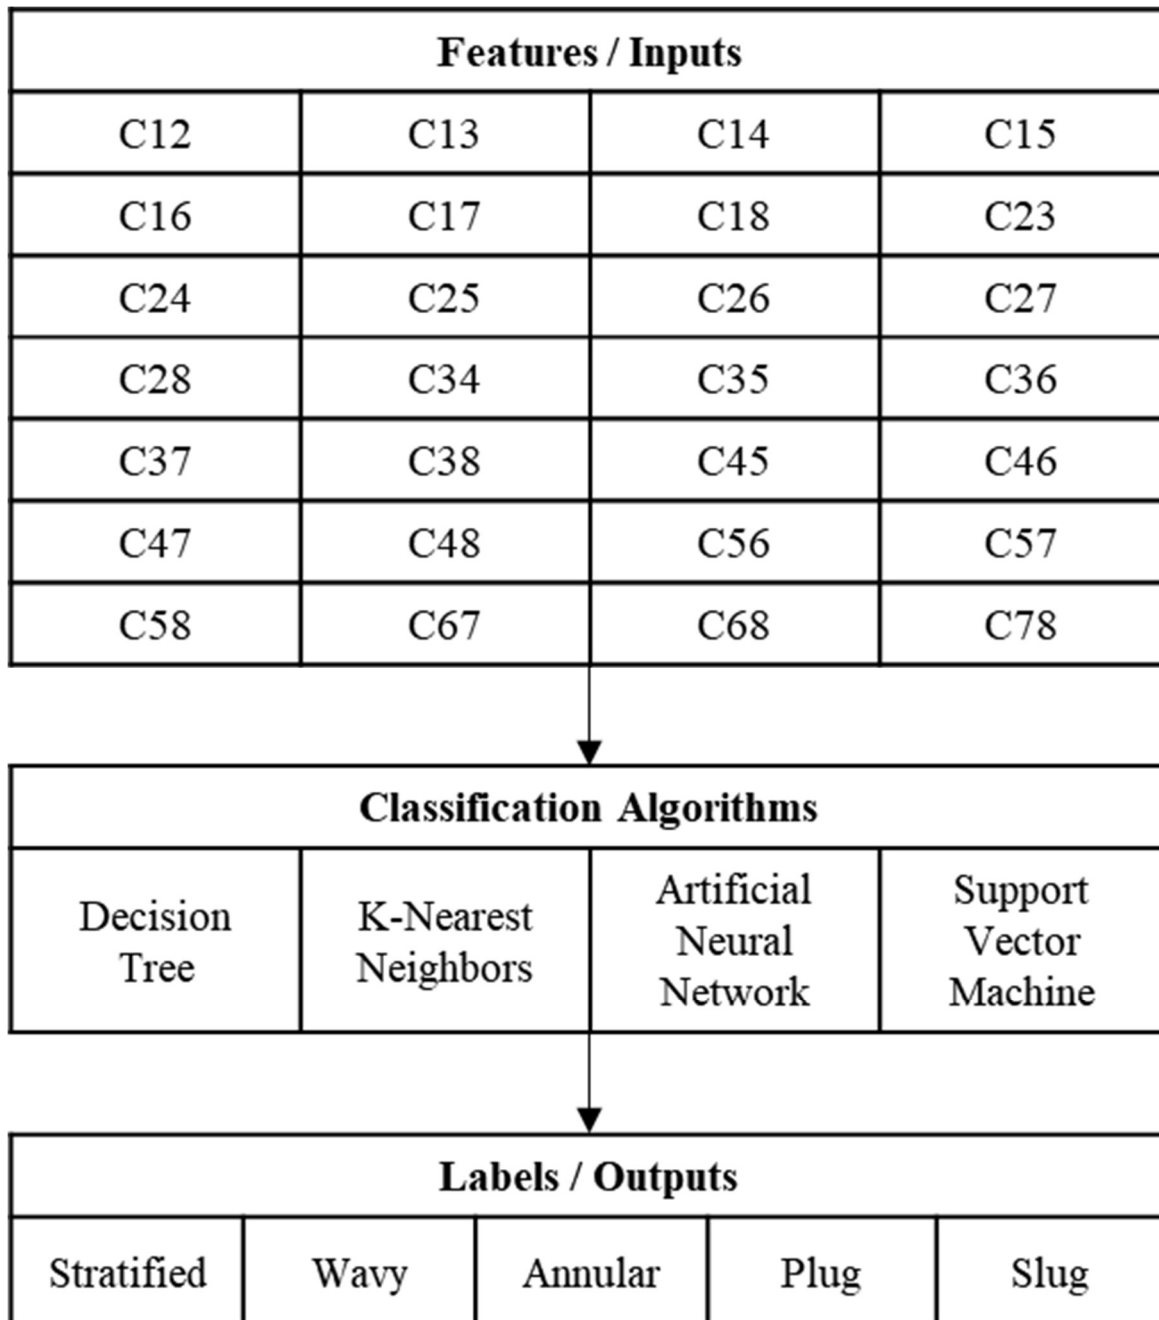 Features / Inputs
C12 C13 C14 C15
C16 C17 C18 C23
C24 C25 C26 C27
C28 C34 C35 C36
C37 C38 C45 C46
C47 C48 C56 C57
C58 C67 C68 C78
Classification Algorithms
Decision
Tree
K-Nearest
Neighbors
Artificial
Neural
Network
Support
Vector
Machine
Labels / Outputs
Stratified Wavy Annular Plug Slug